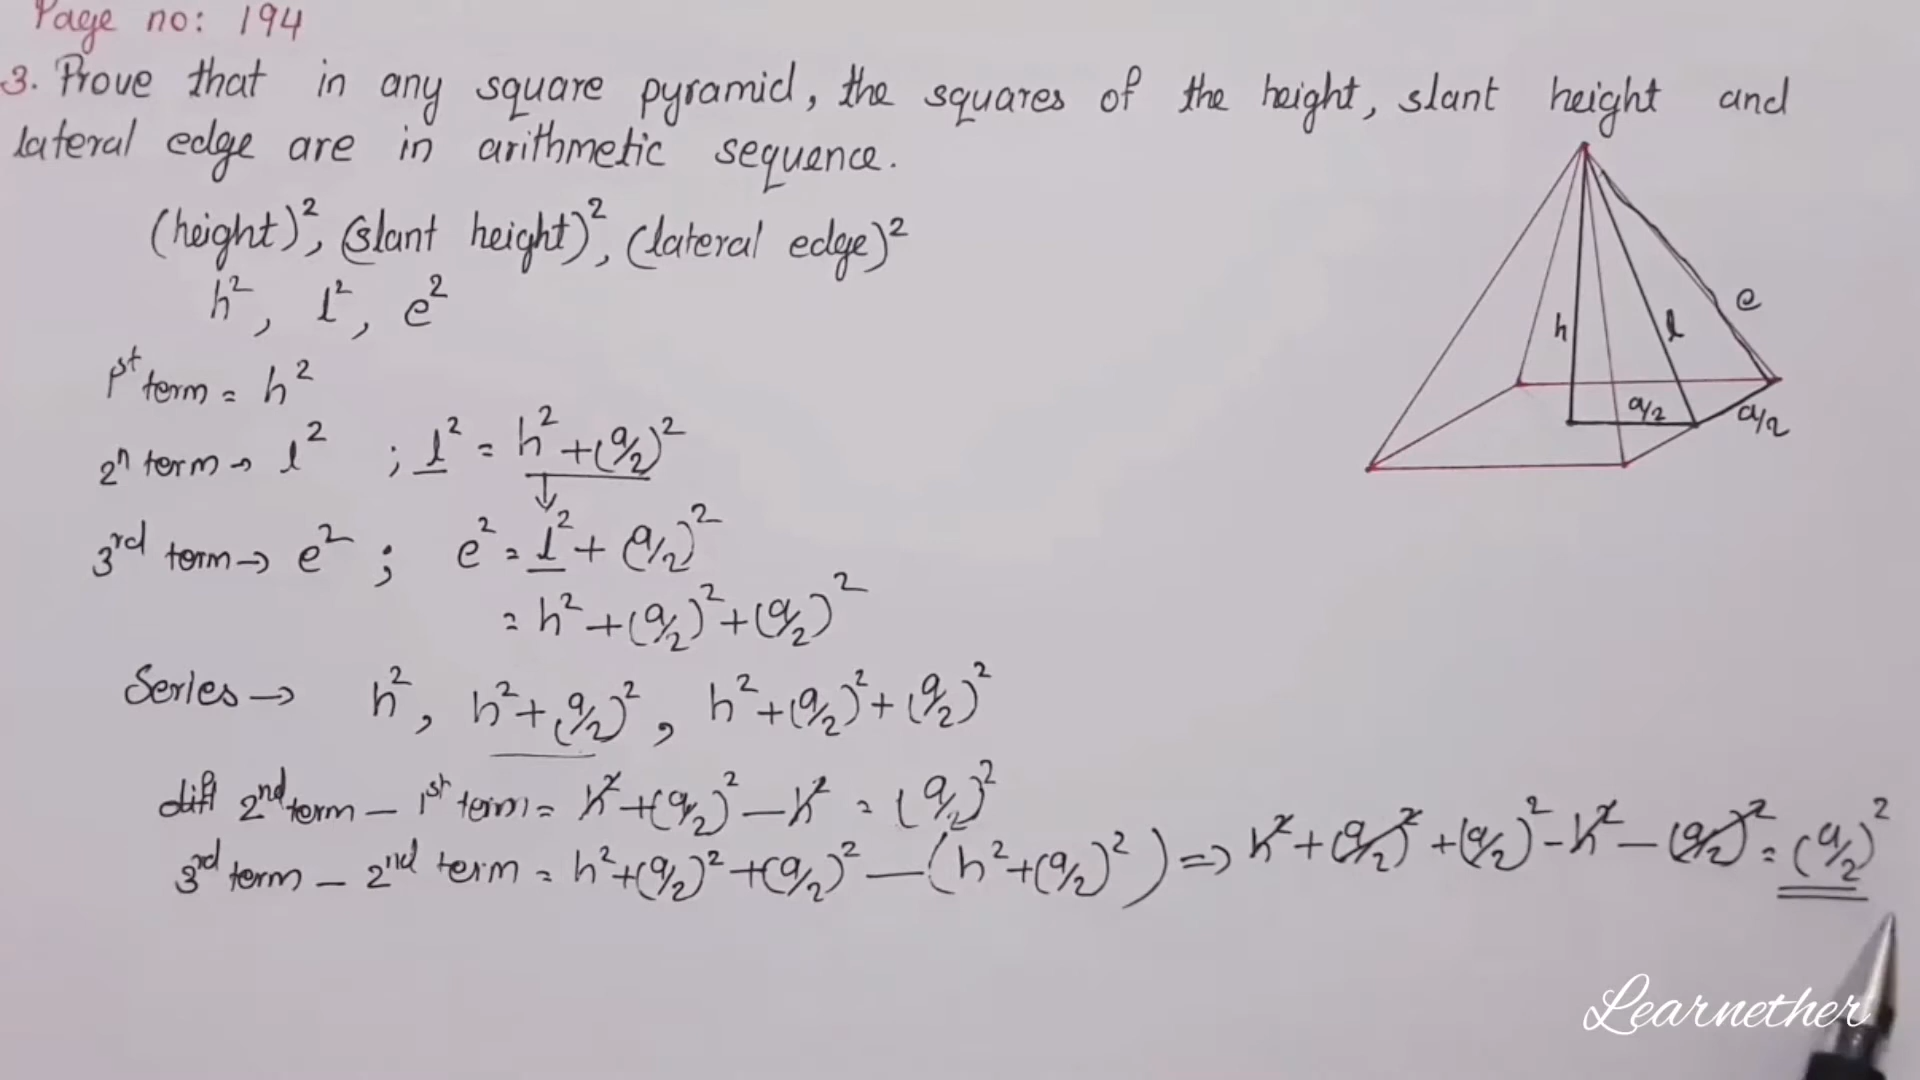 Page no: 194
3. Prove that in any square pyramid, the squares of the height, slant height and
lateral edge are in arithmetic sequence.
(height)², (slant height)², (lateral edge)²
h², l², e²
1st term = h²
2n term → l² ; l² = h² + (a/2)²
↓
3rd term → e² ; e² = l² + (a/2)²
= h² + (a/2)² + (a/2)²
Series → h², h² + (a/2)², h² + (a/2)² + (a/2)²
diff 2nd term - 1st term = h² + (a/2)² - h² = (a/2)²
3rd term - 2nd term = h² + (a/2)² + (a/2)² - (h² + (a/2)²) ⇒ h² + (a/2)² + (a/2)² - h² - (a/2)² = (a/2)²
h
l
e
a/2
a/2
Learnether